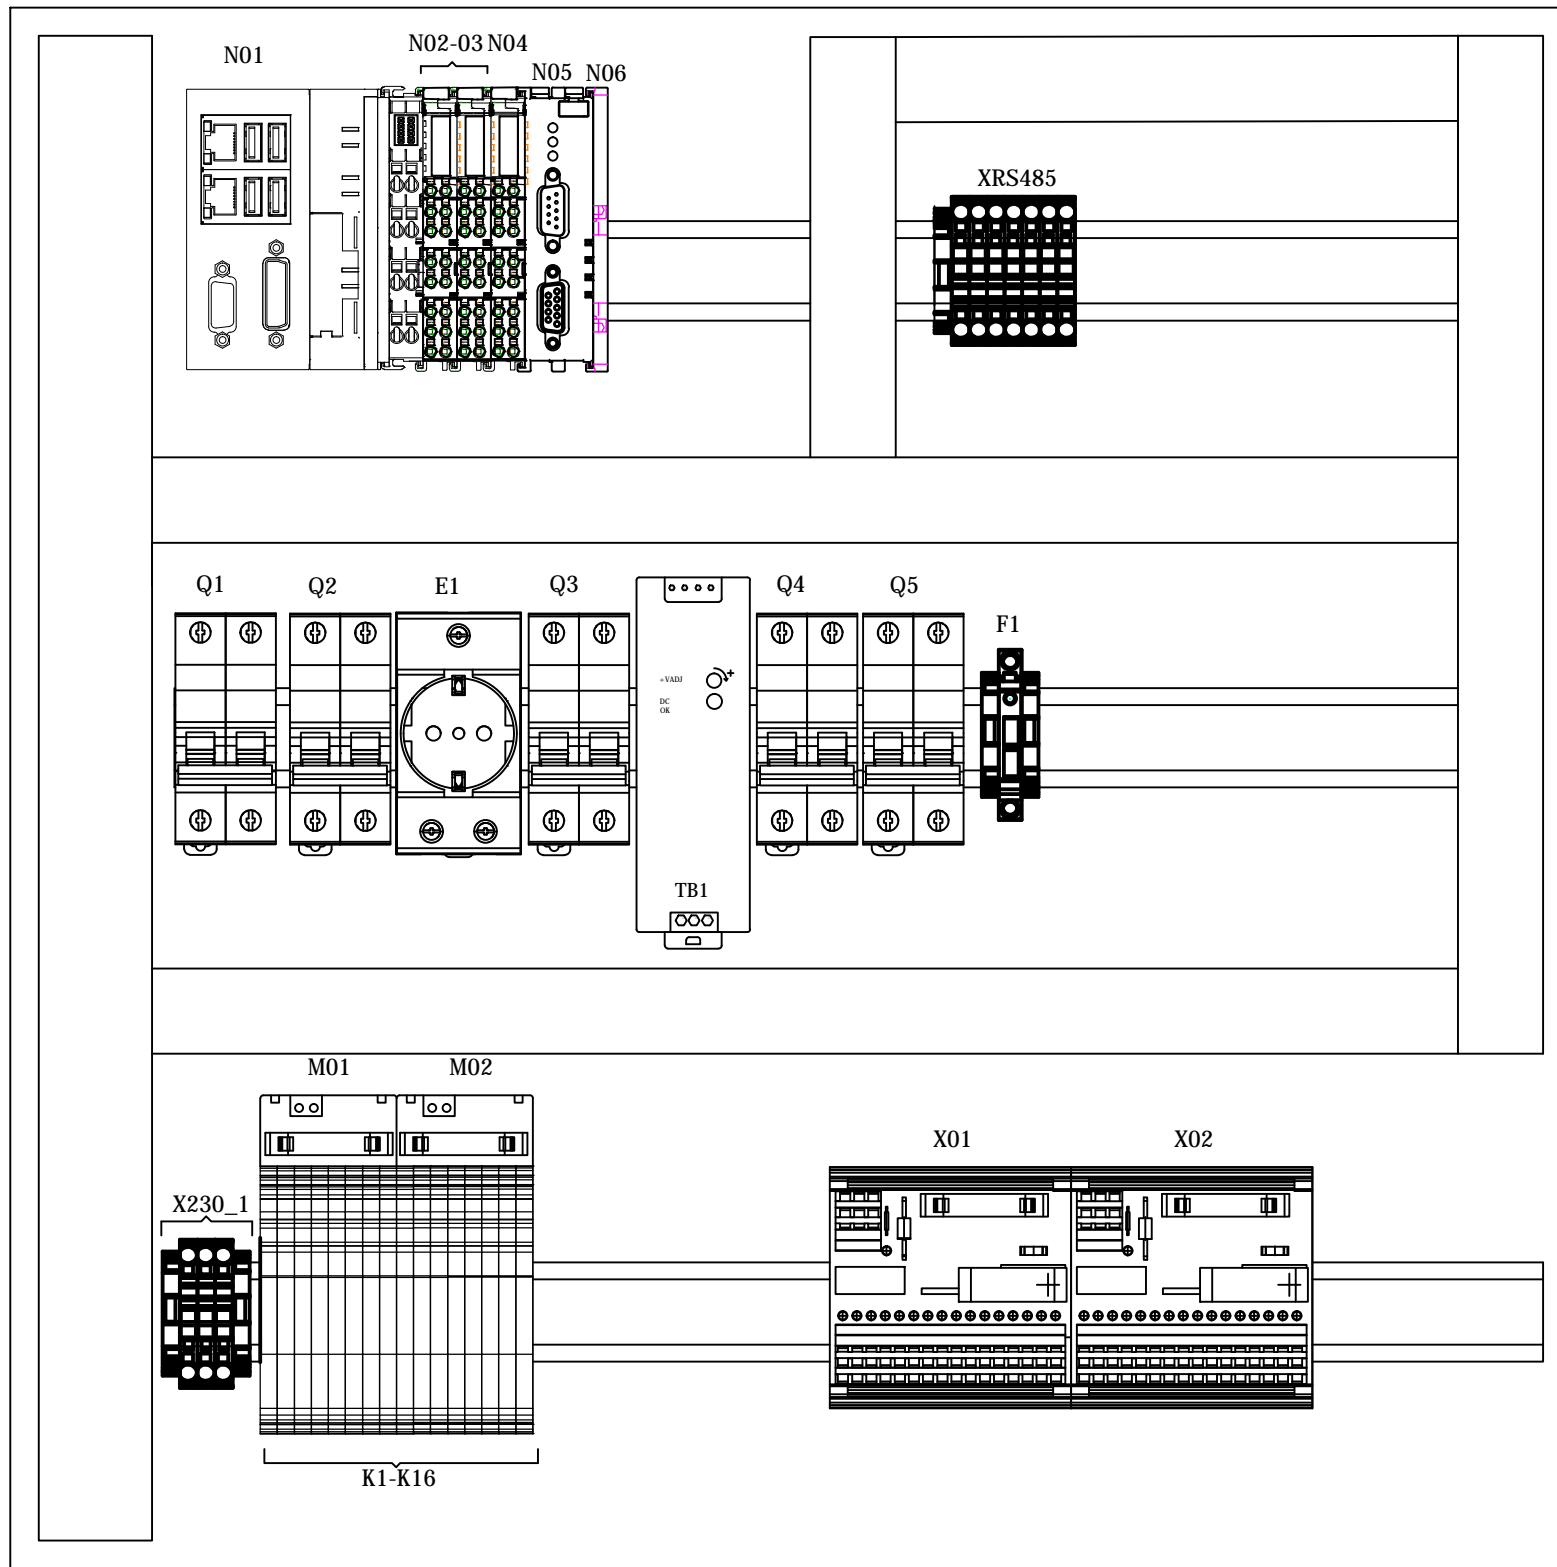 N01
N02-03 N04
N05 N06
XRS485
Q1
Q2
E1
Q3
Q4
Q5
F1
+VADJ
+
DC
OK
TB1
M01
M02
X01
X02
X230_1
K1-K16